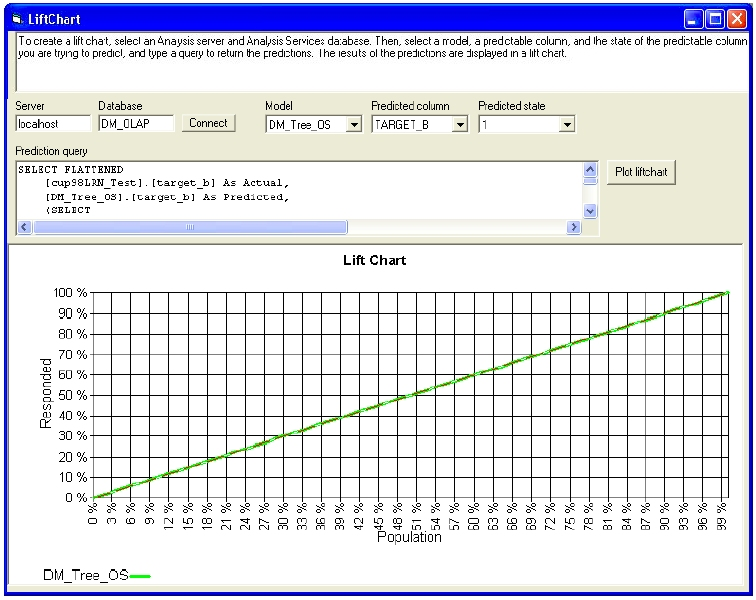 LiftChart
To create a lift chart, select an Anaysis server and Analysis Services database. Then, select a model, a predictable column, and the state of the predictable column
you are trying to predict, and type a query to return the predictions. The results of the predictions are displayed in a lift chart.
Server Database Model Predicted column Predicted state
localhost DM_OLAP Connect DM_Tree_OS TARGET_B 1
Prediction query
SELECT FLATTENED
[cup98LRN_Test].[target_b] As Actual,
[DM_Tree_OS].[target_b] As Predicted,
(SELECT
Plot liftchart
Lift Chart
100 %
90 %
80 %
70 %
60 %
50 %
40 %
30 %
20 %
10 %
0 %
Responded
0 % 3 % 6 % 9 % 12 % 15 % 18 % 21 % 24 % 27 % 30 % 33 % 36 % 39 % 42 % 45 % 48 % 51 % 54 % 57 % 60 % 63 % 66 % 69 % 72 % 75 % 78 % 81 % 84 % 87 % 90 % 93 % 96 % 99 %
Population
DM_Tree_OS